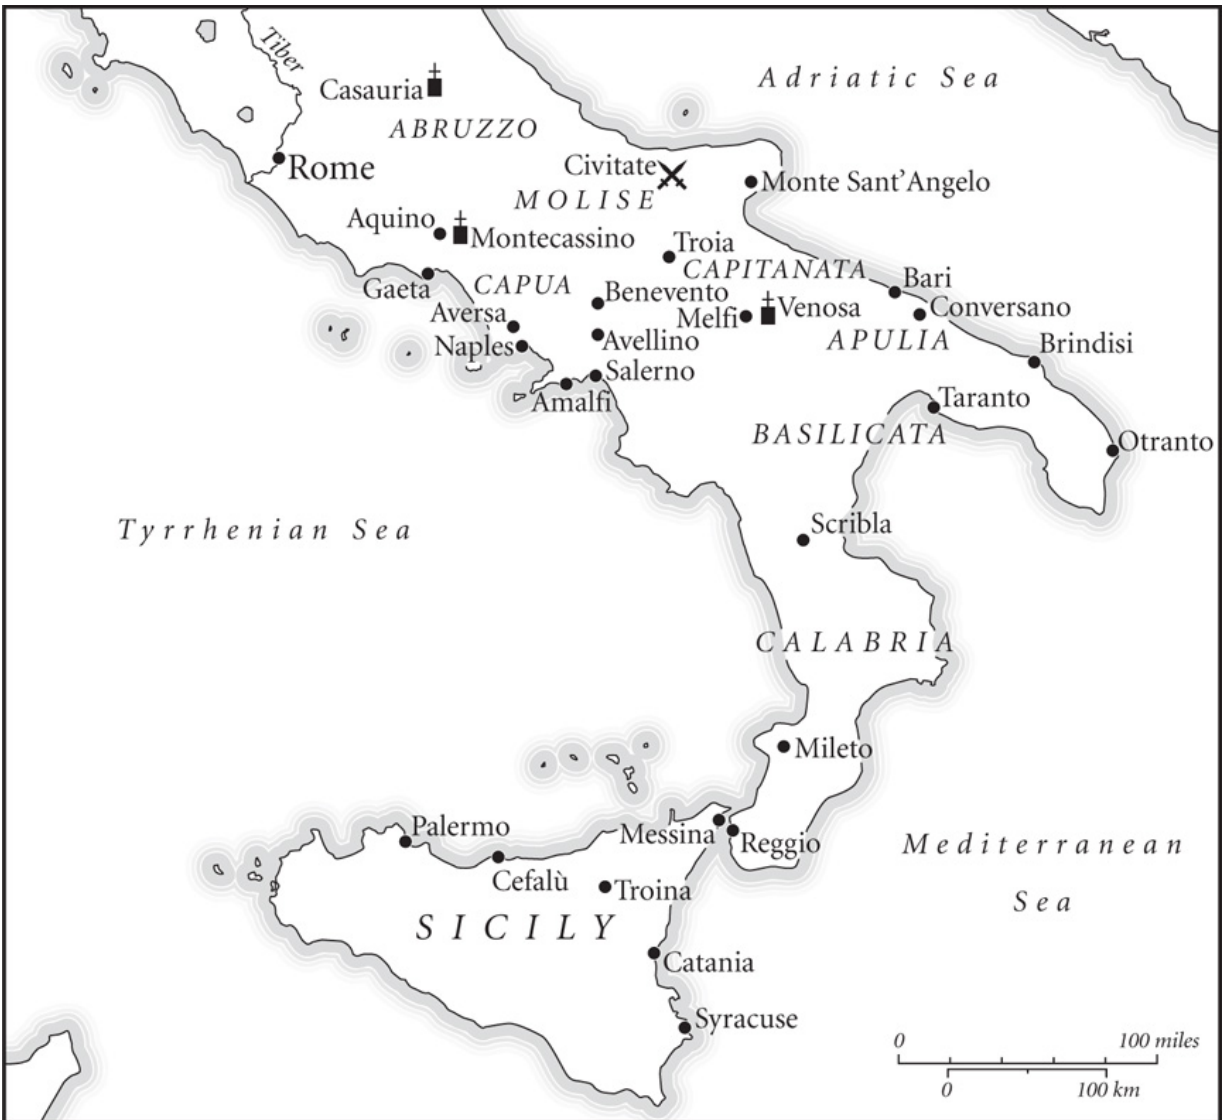 Tiber
Adriatic Sea
Casauria
ABRUZZO
Rome
Civitate
MOLISE
Monte Sant'Angelo
Aquino
Montecassino
Troia
CAPITANATA
Gaeta
CAPUA
Bari
Benevento
Aversa
Melfi
Venosa
Conversano
Naples
Avellino
APULIA
Brindisi
Salerno
Amalfi
Taranto
BASILICATA
Otranto
Tyrrhenian Sea
Scribla
CALABRIA
Mileto
Palermo
Messina
Reggio
Mediterranean
Sea
Cefalù
Troina
SICILY
Catania
Syracuse
0 100 miles
0 100 km